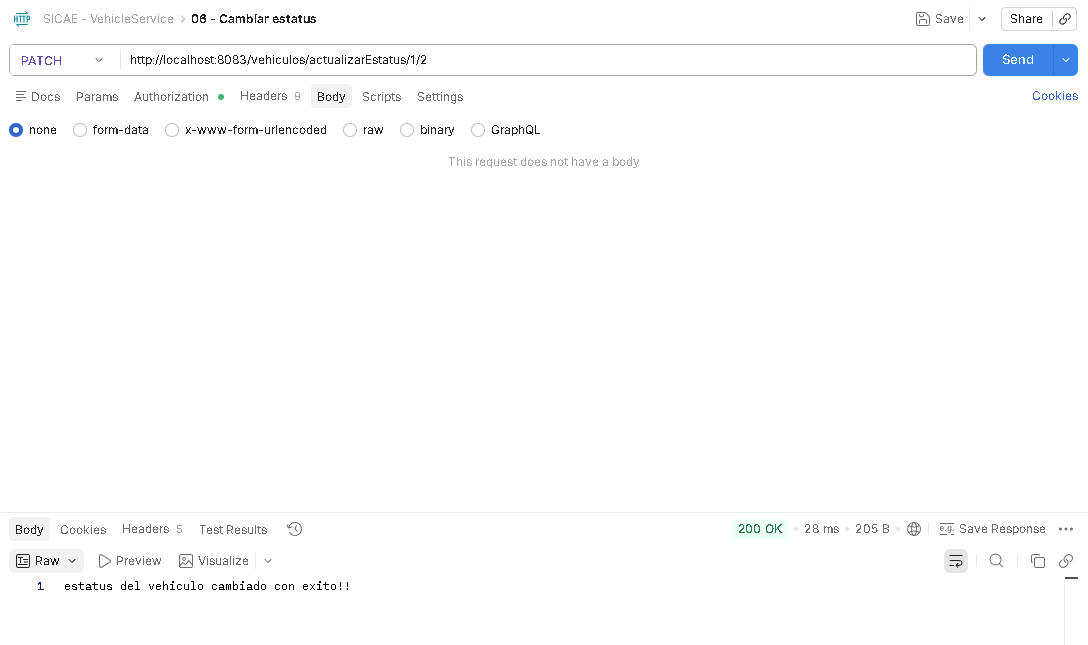 HTTP SICAE - VehicleService > 06 - Cambiar estatus Save Share
PATCH http://localhost:8083/vehiculos/actualizarEstatus/1/2 Send
Docs Params Authorization Headers 9 Body Scripts Settings Cookies
none form-data x-www-form-urlencoded raw binary GraphQL
This request does not have a body
Body Cookies Headers 5 Test Results 200 OK • 28 ms • 205 B • e.g. Save Response
Raw Preview Visualize
1 estatus del vehiculo cambiado con exito!!